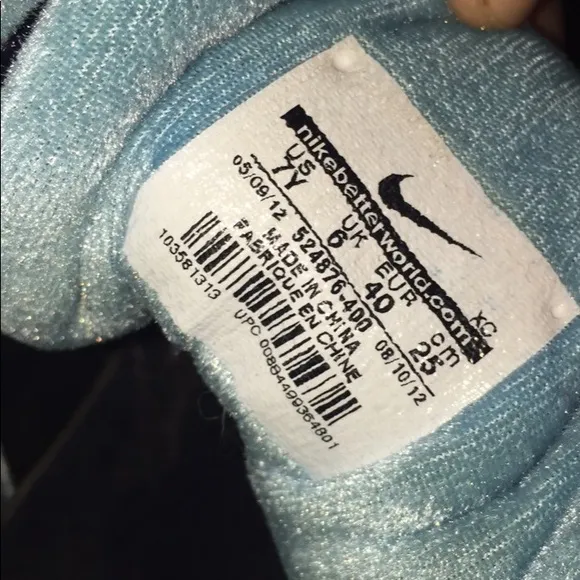 nikebetterworld.com
US UK EUR cm
7Y 6 40 25
XC
05/09/12 524876-400 08/10/12
MADE IN CHINA
FABRIQUE EN CHINE
103581313
UPC 00884499364801